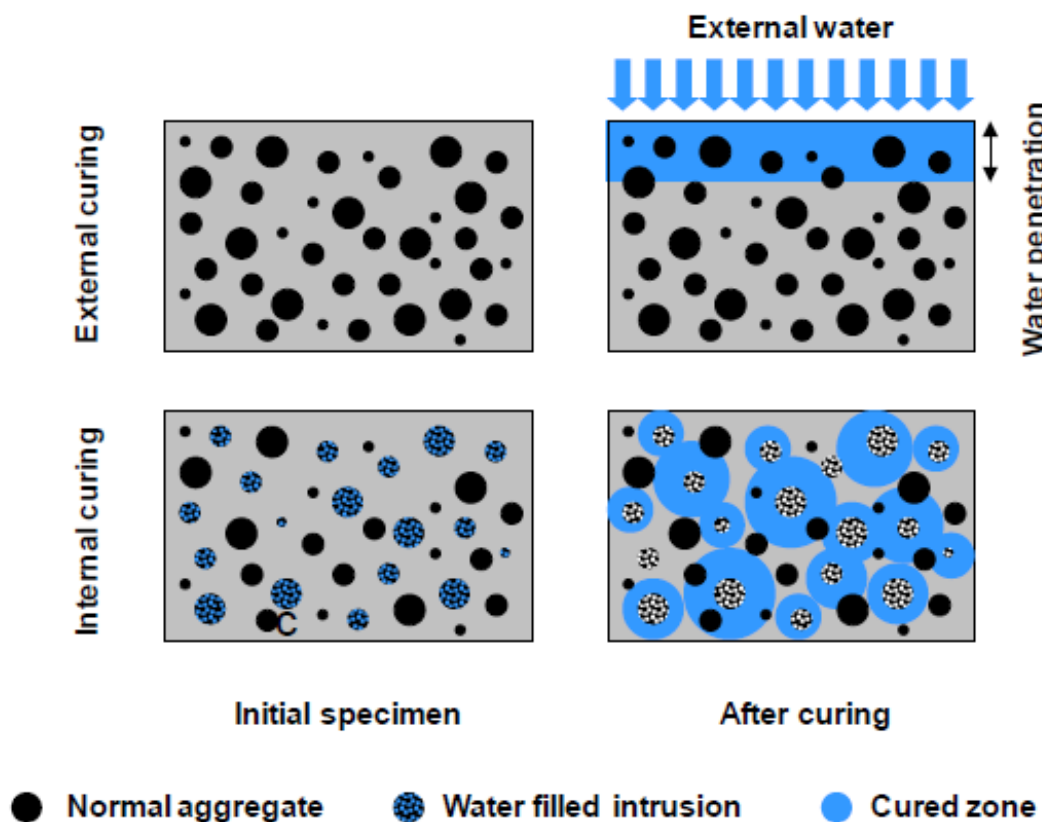 External water
External curing
Water penetration
Internal curing
C
Initial specimen
After curing
Normal aggregate
Water filled intrusion
Cured zone